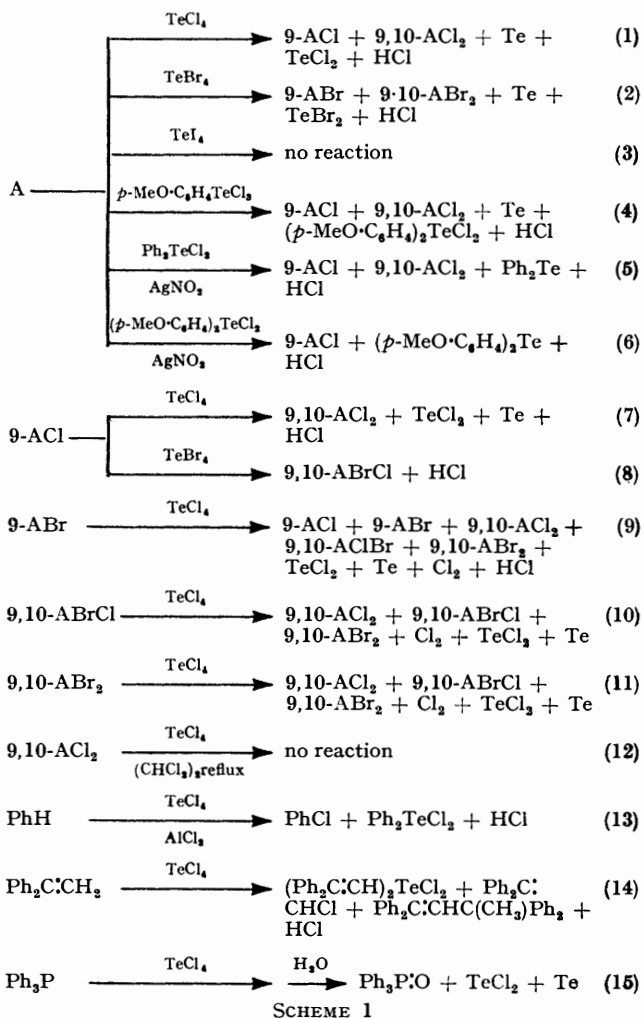 TeCl₄
9-ACl + 9,10-ACl₂ + Te + (1)
TeCl₂ + HCl
TeBr₄
9-ABr + 9·10-ABr₂ + Te + (2)
TeBr₂ + HCl
TeI₄
no reaction (3)
A
p-MeO·C₆H₄TeCl₃
9-ACl + 9,10-ACl₂ + Te + (4)
(p-MeO·C₆H₄)₂TeCl₂ + HCl
Ph₂TeCl₂
9-ACl + 9,10-ACl₂ + Ph₂Te + (5)
AgNO₃
HCl
(p-MeO·C₆H₄)₂TeCl₂
9-ACl + (p-MeO·C₆H₄)₂Te + (6)
AgNO₃
HCl
TeCl₄
9,10-ACl₂ + TeCl₂ + Te + (7)
HCl
9-ACl
TeBr₄
9,10-ABrCl + HCl (8)
TeCl₄
9-ABr 9-ACl + 9-ABr + 9,10-ACl₂ + (9)
9,10-AClBr + 9,10-ABr₂ +
TeCl₂ + Te + Cl₂ + HCl
TeCl₄
9,10-ABrCl 9,10-ACl₂ + 9,10-ABrCl + (10)
9,10-ABr₂ + Cl₂ + TeCl₂ + Te
TeCl₄
9,10-ABr₂ 9,10-ACl₂ + 9,10-ABrCl + (11)
9,10-ABr₂ + Cl₂ + TeCl₂ + Te
TeCl₄
9,10-ACl₂ no reaction (12)
(CHCl₂)₂reflux
TeCl₄
PhH PhCl + Ph₂TeCl₂ + HCl (13)
AlCl₃
TeCl₄
Ph₂C:CH₂ (Ph₂C:CH)₂TeCl₂ + Ph₂C: (14)
CHCl + Ph₂C:CHC(CH₃)Ph₂ +
HCl
TeCl₄ H₂O
Ph₃P Ph₃P:O + TeCl₂ + Te (15)
SCHEME 1